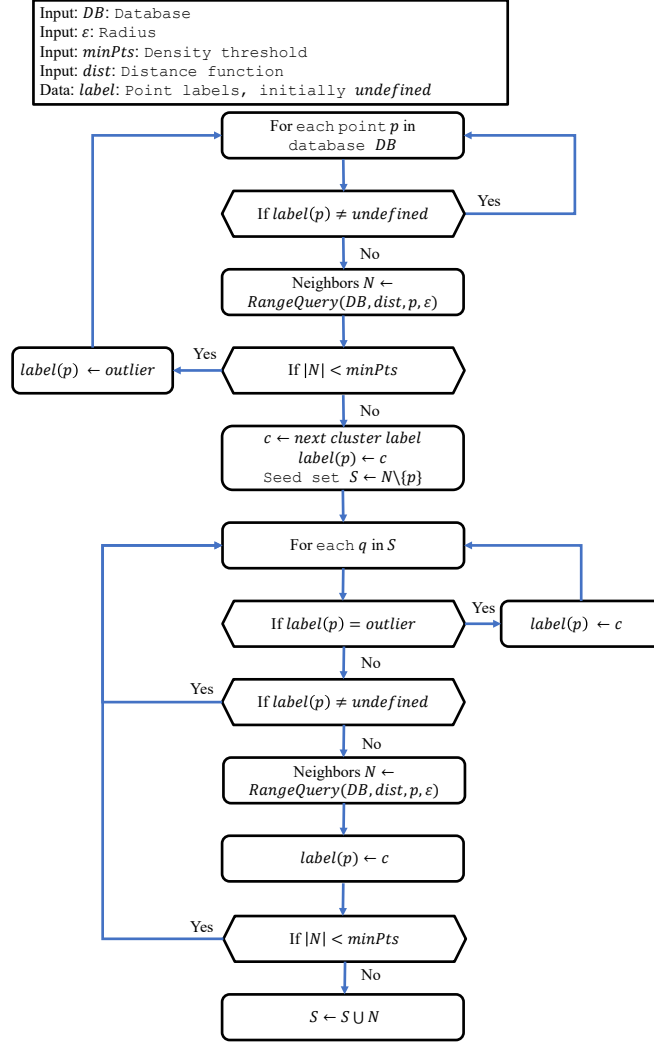 Input: DB: Database
Input: ε: Radius
Input: minPts: Density threshold
Input: dist: Distance function
Data: label: Point labels, initially undefined
For each point p in
database DB
If label(p) ≠ undefined
Yes
No
Neighbors N ←
RangeQuery(DB, dist, p, ε)
If |N| < minPts
Yes
label(p) ← outlier
No
c ← next cluster label
label(p) ← c
Seed set S ← N\{p}
For each q in S
If label(p) = outlier
Yes
label(p) ← c
No
If label(p) ≠ undefined
Yes
No
Neighbors N ←
RangeQuery(DB, dist, p, ε)
label(p) ← c
If |N| < minPts
Yes
No
S ← S ∪ N